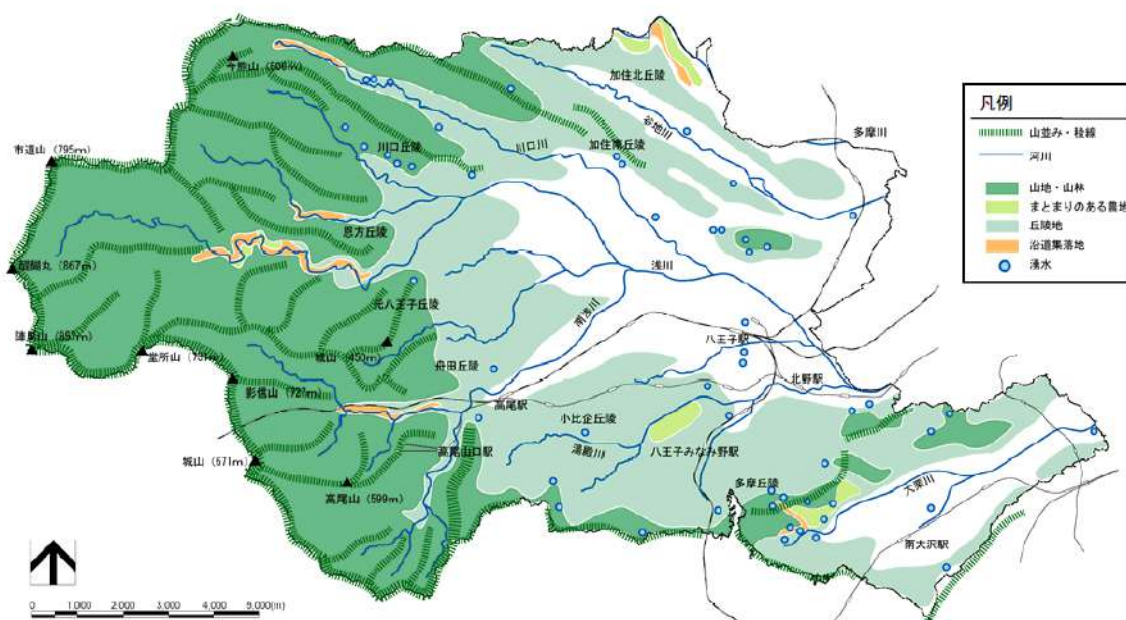 今熊山
加住北丘陵
凡例
山並み・稜線
河川
山地・山林
まとまりのある農地
丘陵地
沿道集落地
湧水
谷地川
多摩川
市道山（795m）
川口丘陵
川口川
加住南丘陵
恩方丘陵
醍醐丸（867m）
元八王子丘陵
浅川
南浅川
陣馬山
堂所山
城山
八王子駅
舟田丘陵
北野駅
影信山
高尾駅
小比企丘陵
湯殿川
八王子みなみ野駅
高尾山口駅
城山
高尾山（599m）
多摩丘陵
大栗川
南大沢駅
0 1,000 2,000 3,000 4,000 5,000(m)